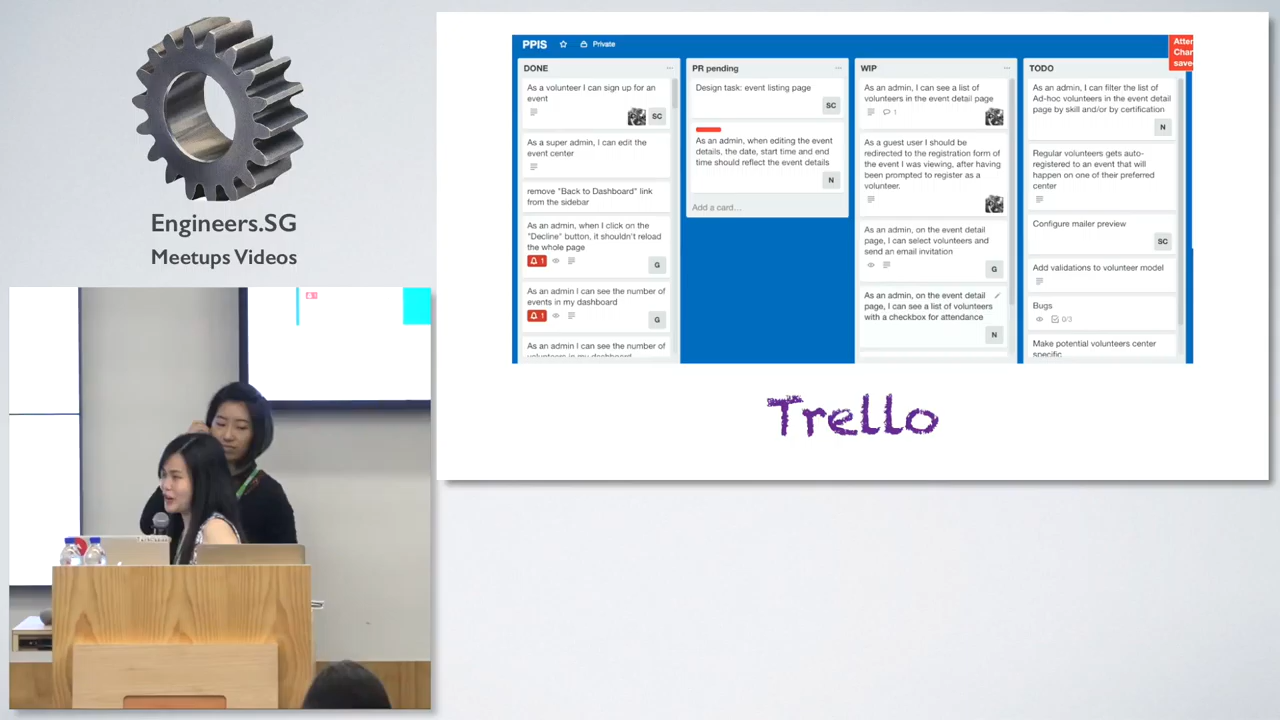 Engineers.SG
Meetups Videos
PPIS
Private
Atten
Chan
save
DONE
As a volunteer I can sign up for an
event
SC
As a super admin, I can edit the
event center
remove "Back to Dashboard" link
from the sidebar
As an admin, when I click on the
"Decline" button, it shouldn't reload
the whole page
1
G
As an admin I can see the number of
events in my dashboard
1
G
As an admin I can see the number of
volunteers in my dashboard
PR pending
Design task: event listing page
SC
As an admin, when editing the event
details, the date, start time and end
time should reflect the event details
N
Add a card...
WIP
As an admin, I can see a list of
volunteers in the event detail page
1
As a guest user I should be
redirected to the registration form of
the event I was viewing, after having
been prompted to register as a
volunteer.
As an admin, on the event detail
page, I can select volunteers and
send an email invitation
G
As an admin, on the event detail
page, I can see a list of volunteers
with a checkbox for attendance
N
TODO
As an admin, I can filter the list of
Ad-hoc volunteers in the event detail
page by skill and/or by certification
N
Regular volunteers gets auto-
registered to an event that will
happen on one of their preferred
center
Configure mailer preview
SC
Add validations to volunteer model
Bugs
0/3
Make potential volunteers center
specific
Trello